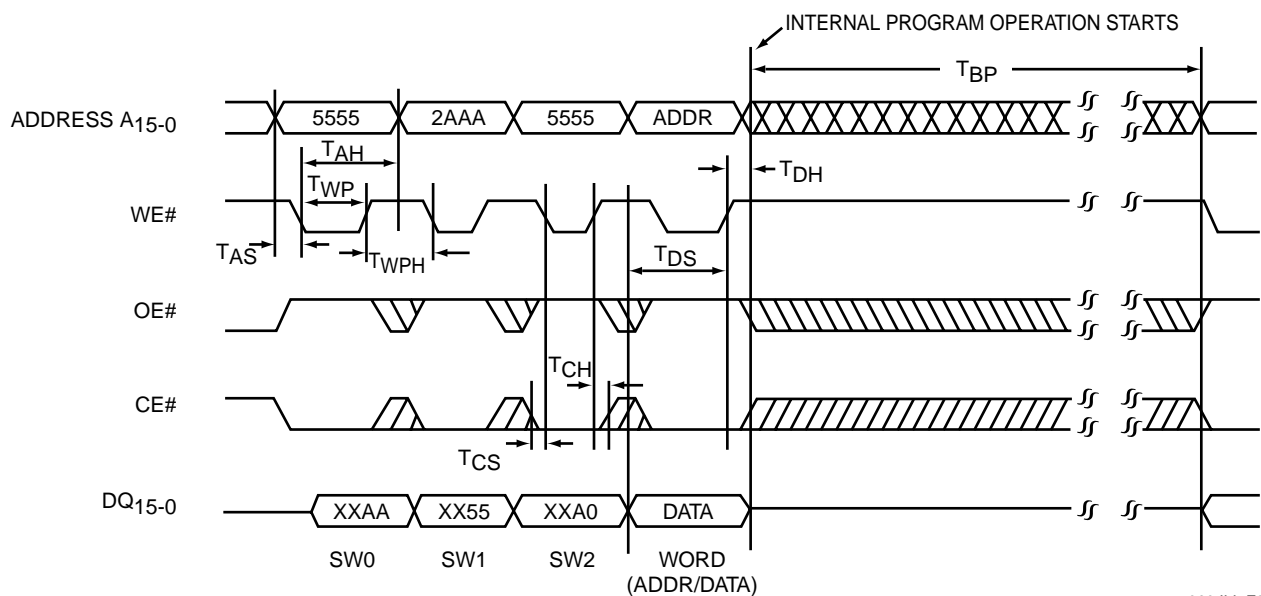 INTERNAL PROGRAM OPERATION STARTS
TBP
ADDRESS A15-0
5555
2AAA
5555
ADDR
TAH
TDH
TWP
WE#
TAS
TWPH
TDS
OE#
TCH
CE#
TCS
DQ15-0
XXAA
XX55
XXA0
DATA
SW0
SW1
SW2
WORD
(ADDR/DATA)